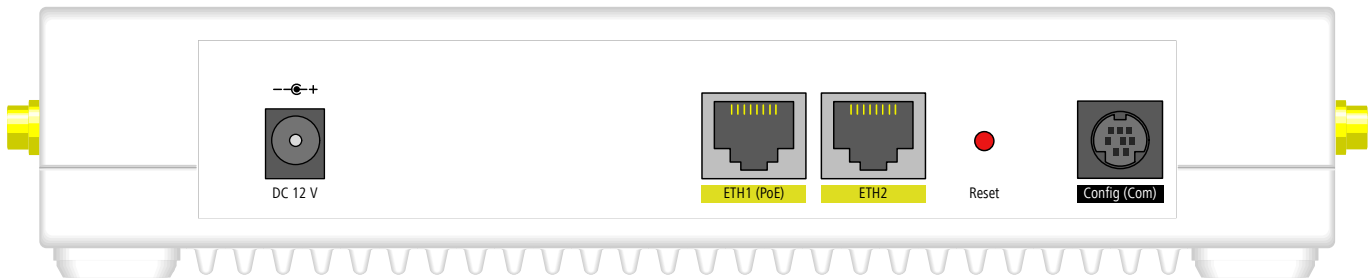 DC 12 V
ETH1 (PoE)
ETH2
Reset
Config (Com)